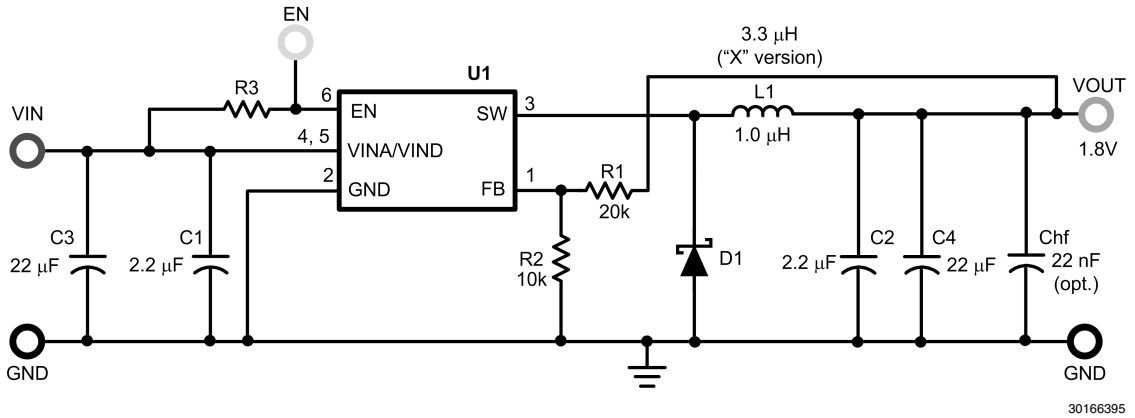 EN
3.3 μH
("X" version)
U1
VOUT
R3
6
L1
VIN
EN
SW
3
4, 5
1.0 μH
VINA/VIND
1.8V
2
1
R1
GND
FB
20k
C3
C1
R2
10k
D1
C2
C4
Chf
22 μF
2.2 μF
2.2 μF
22 μF
22 nF
(opt.)
GND
GND
30166395